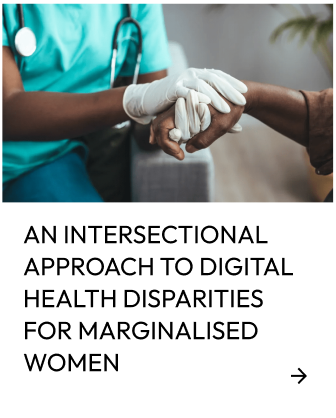 AN INTERSECTIONAL
APPROACH TO DIGITAL
HEALTH DISPARITIES
FOR MARGINALISED
WOMEN